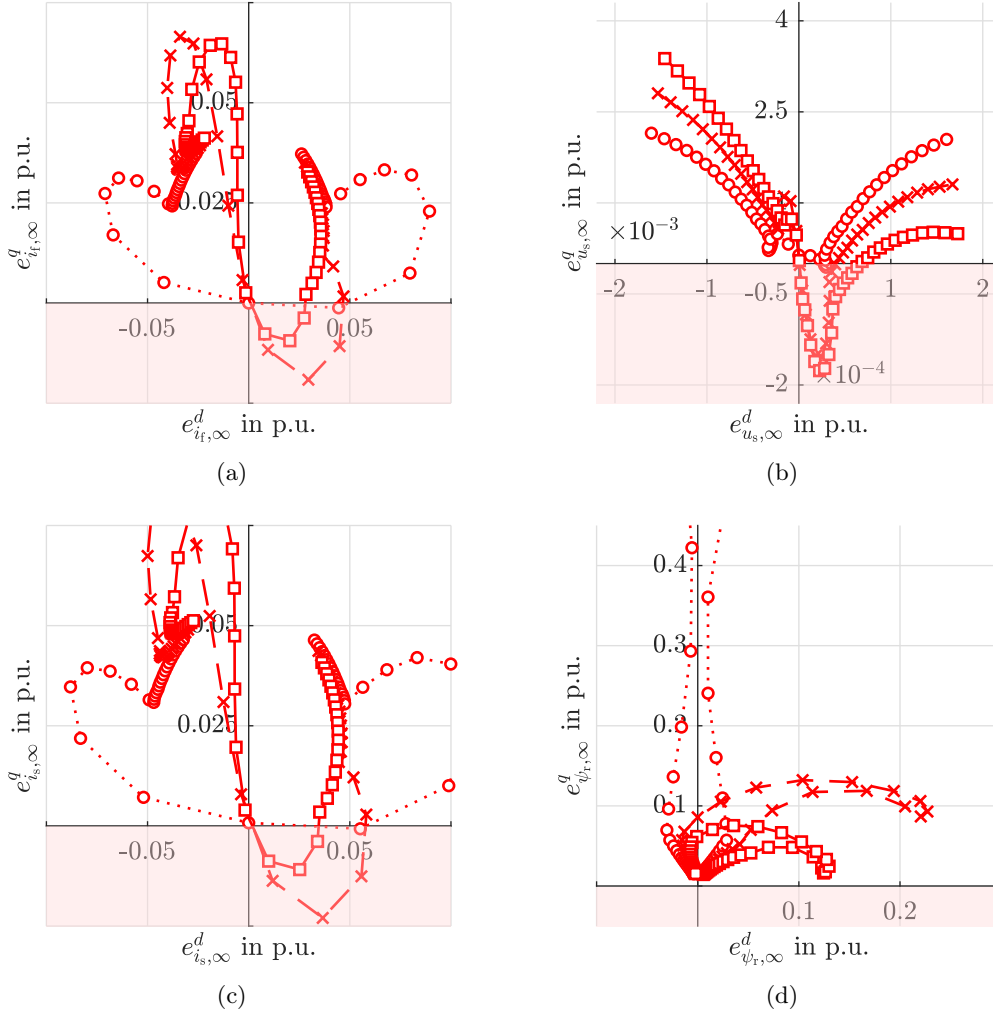 0.05
0.025
-0.05
0.05
e^q_{i_f,∞} in p.u.
e^d_{i_f,∞} in p.u.
(a)
4
2.5
×10^{−3}
-2
-1
1
2
-0.5
-2
×10^{−4}
e^q_{u_s,∞} in p.u.
e^d_{u_s,∞} in p.u.
(b)
0.05
0.025
-0.05
0.05
e^q_{i_s,∞} in p.u.
e^d_{i_s,∞} in p.u.
(c)
0.4
0.3
0.2
0.1
0.1
0.2
e^q_{ψ_r,∞} in p.u.
e^d_{ψ_r,∞} in p.u.
(d)